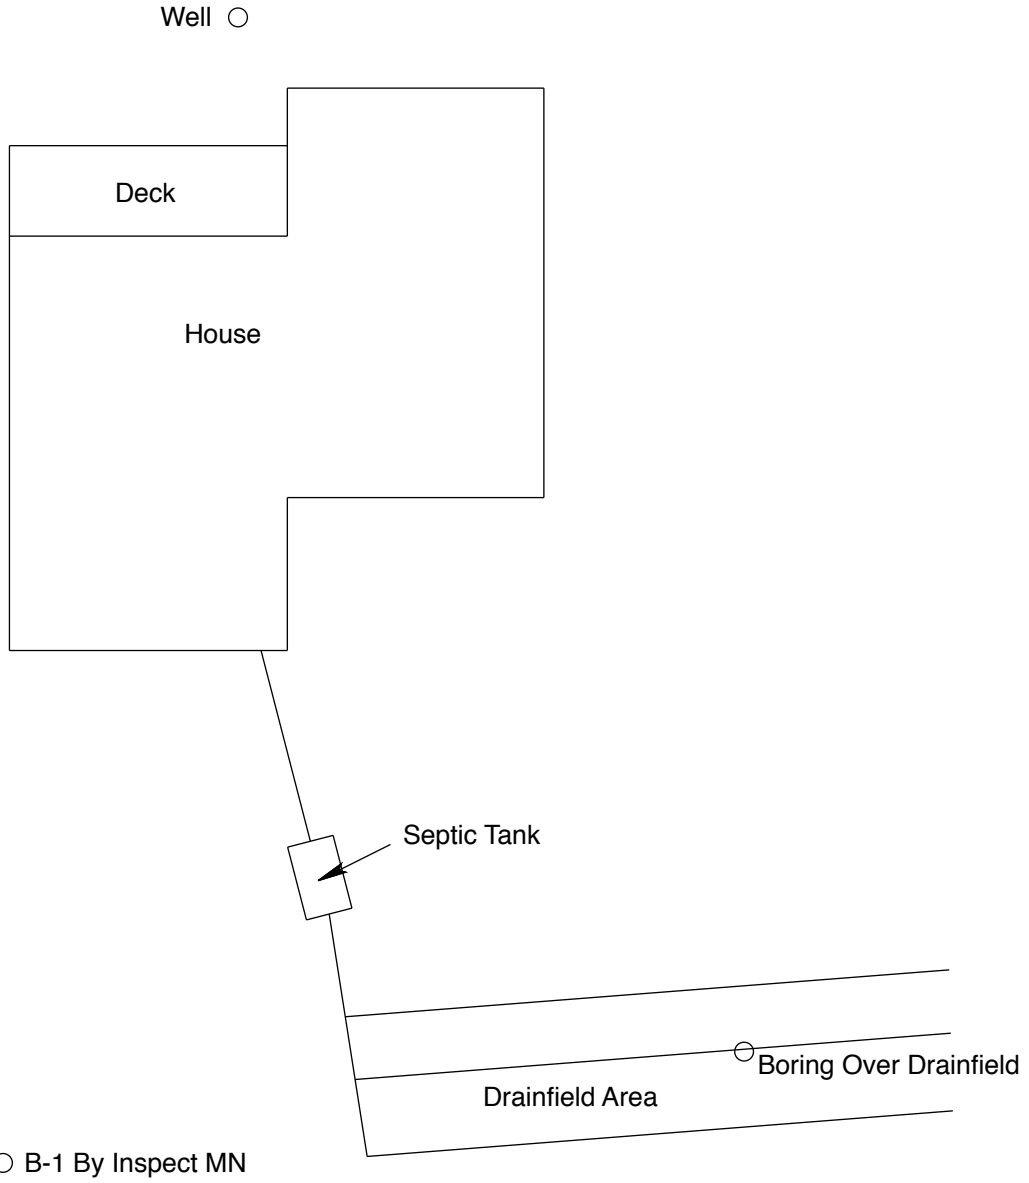 Well
Deck
House
Septic Tank
Boring Over Drainfield
Drainfield Area
B-1 By Inspect MN